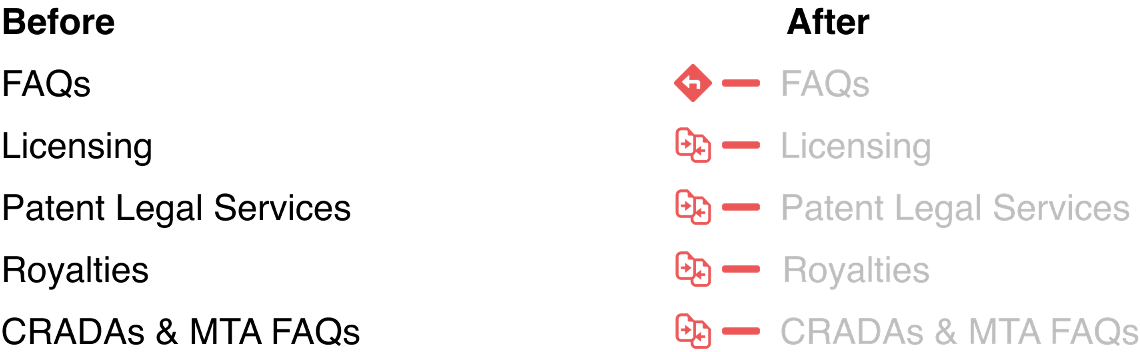 Before After
FAQs FAQs
Licensing Licensing
Patent Legal Services Patent Legal Services
Royalties Royalties
CRADAs & MTA FAQs CRADAs & MTA FAQs